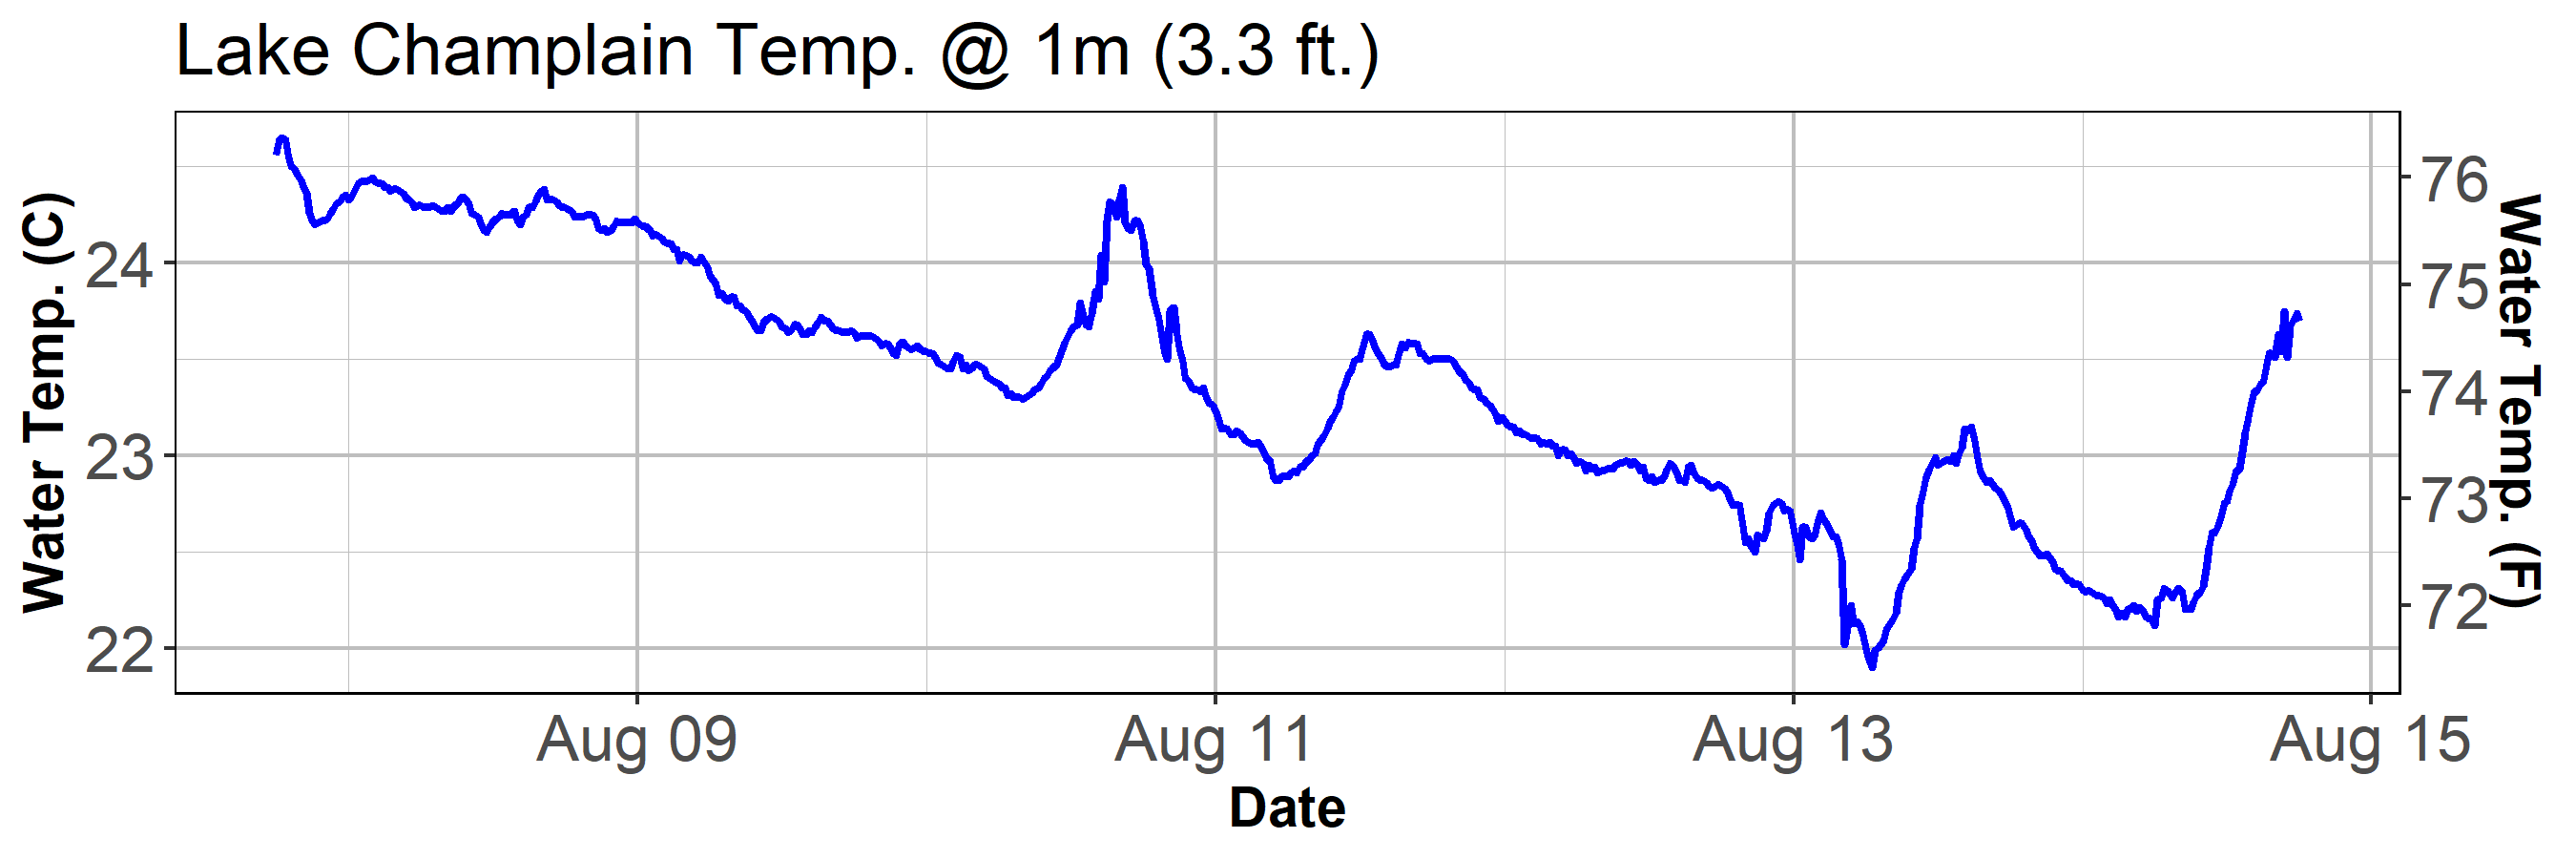 Lake Champlain Temp. @ 1m (3.3 ft.)
Water Temp. (C)
24
23
22
76
75
74
73
72
Water Temp. (F)
Aug 09 Aug 11 Aug 13 Aug 15
Date